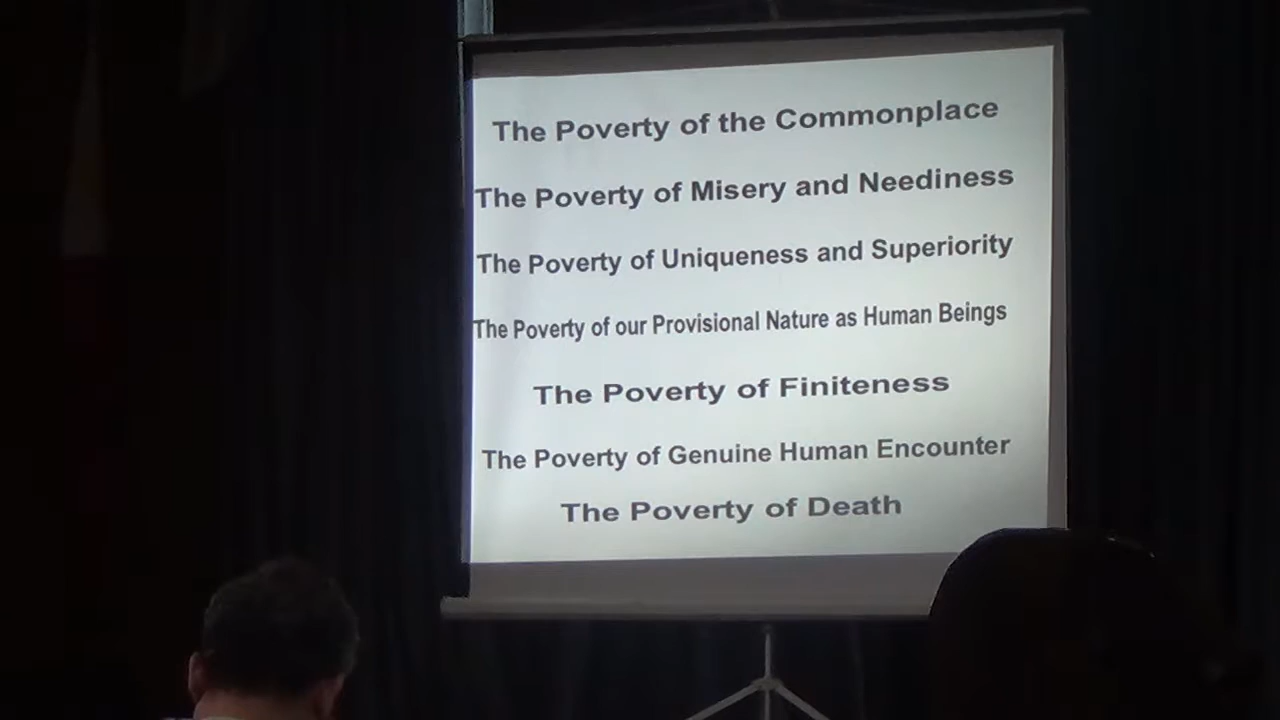 The Poverty of the Commonplace
The Poverty of Misery and Neediness
The Poverty of Uniqueness and Superiority
The Poverty of our Provisional Nature as Human Beings
The Poverty of Finiteness
The Poverty of Genuine Human Encounter
The Poverty of Death